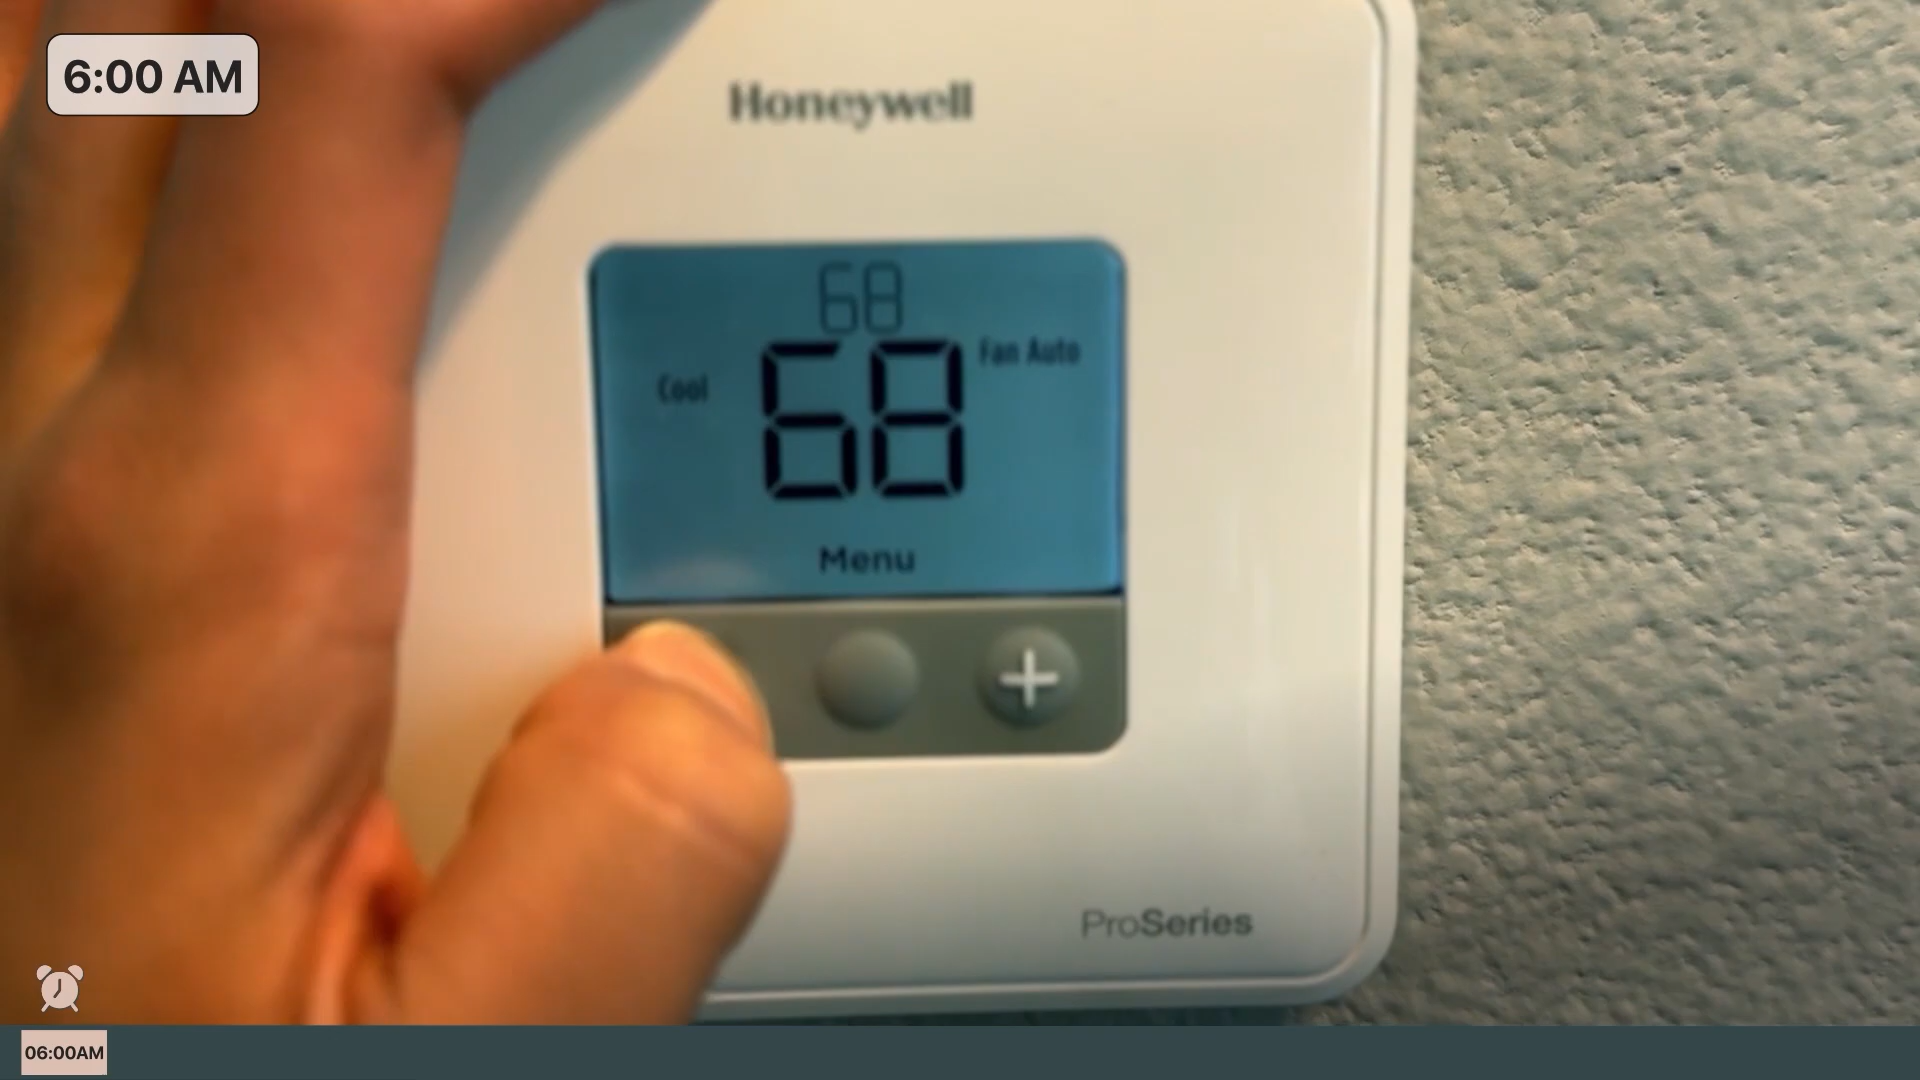 6:00 AM
Honeywell
68
Cool
68
Fan Auto
Menu
+
ProSeries
06:00AM